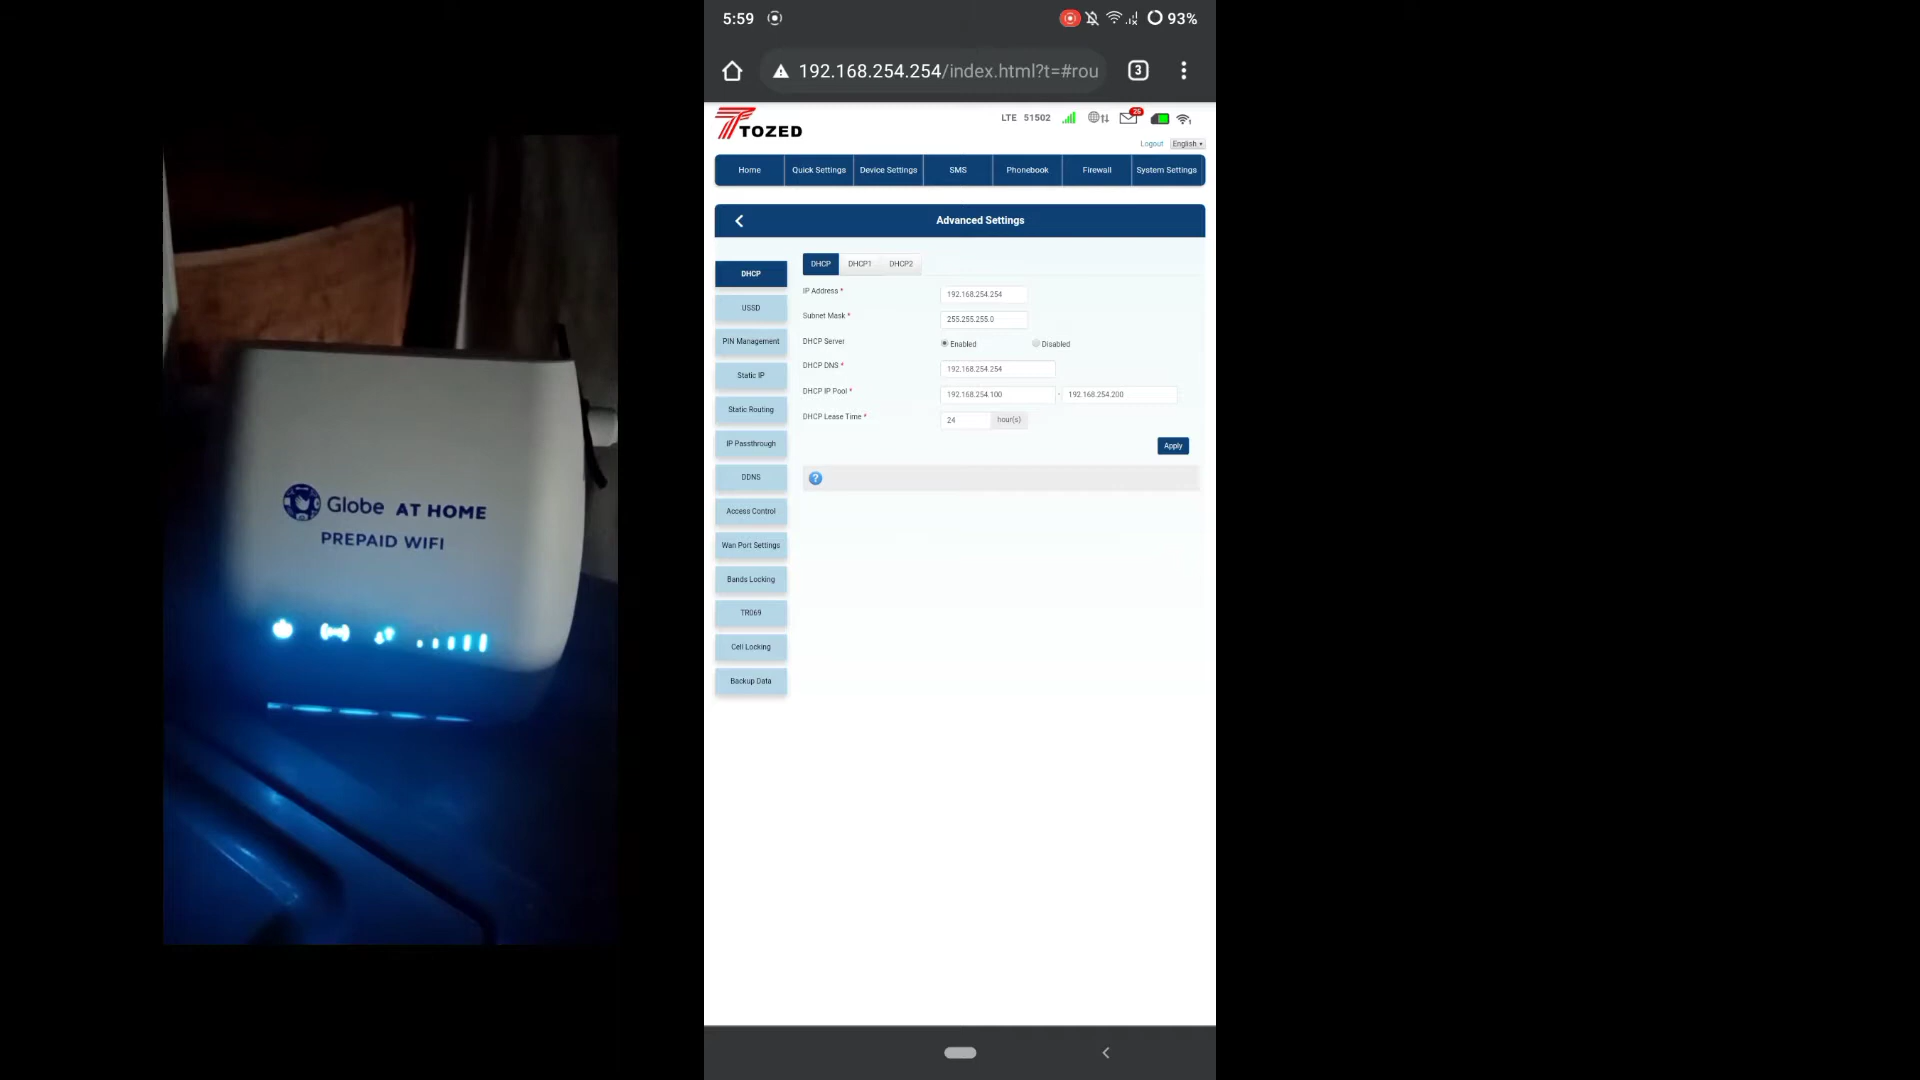 Globe AT HOME
PREPAID WIFI
5:59
93%
192.168.254.254/index.html?t=#rou
3
TOZED
LTE 51502
25
Logout English
Home Quick Settings Device Settings SMS Phonebook Firewall System Settings
Advanced Settings
DHCP
USSD
PIN Management
Static IP
Static Routing
IP Passthrough
DDNS
Access Control
Wan Port Settings
Bands Locking
TR069
Cell Locking
Backup Data
DHCP DHCP1 DHCP2
IP Address * 192.168.254.254
Subnet Mask * 255.255.255.0
DHCP Server Enabled Disabled
DHCP DNS * 192.168.254.254
DHCP IP Pool * 192.168.254.100 - 192.168.254.200
DHCP Lease Time * 24 hour(s)
Apply
?